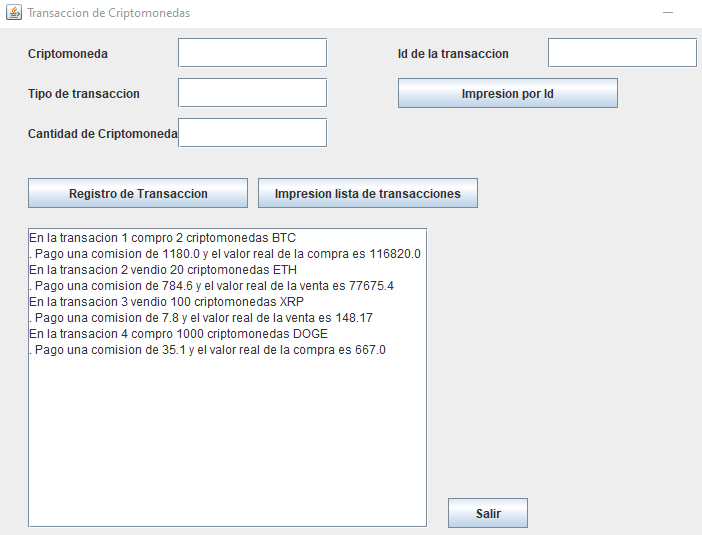 Transaccion de Criptomonedas
Criptomoneda
Id de la transaccion
Tipo de transaccion
Impresion por Id
Cantidad de Criptomoneda
Registro de Transaccion
Impresion lista de transacciones
En la transacion 1 compro 2 criptomonedas BTC
. Pago una comision de 1180.0 y el valor real de la compra es 116820.0
En la transacion 2 vendio 20 criptomonedas ETH
. Pago una comision de 784.6 y el valor real de la venta es 77675.4
En la transacion 3 vendio 100 criptomonedas XRP
. Pago una comision de 7.8 y el valor real de la venta es 148.17
En la transacion 4 compro 1000 criptomonedas DOGE
. Pago una comision de 35.1 y el valor real de la compra es 667.0
Salir